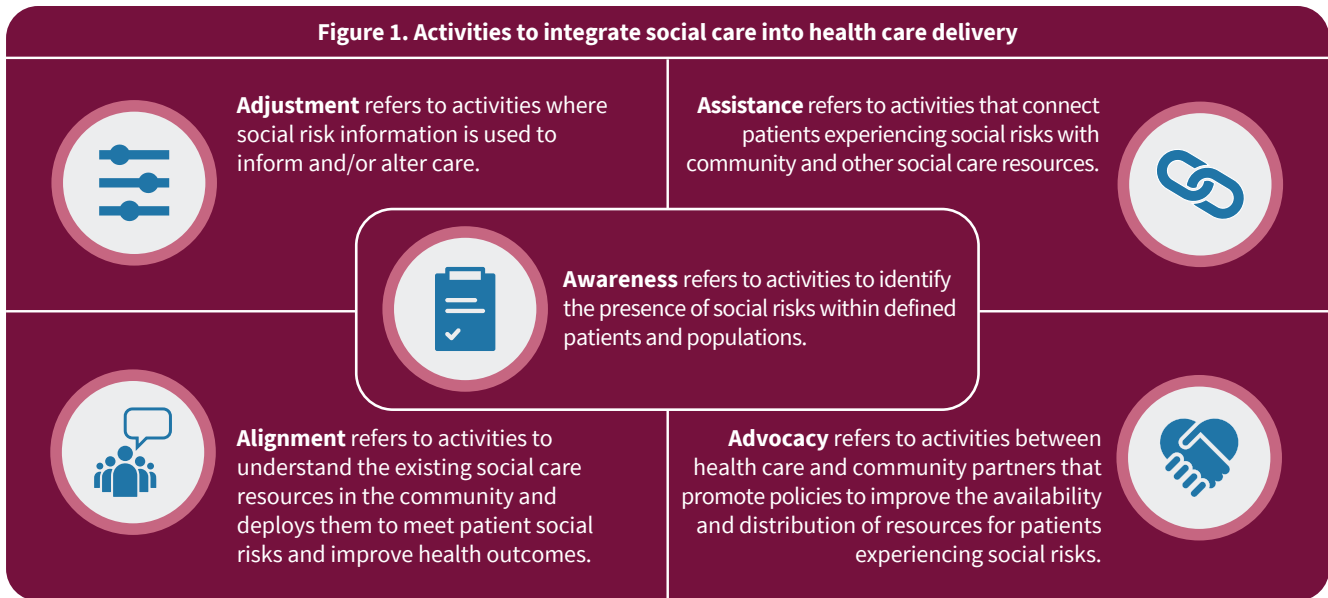 Figure 1. Activities to integrate social care into health care delivery
Adjustment refers to activities where
social risk information is used to
inform and/or alter care.
Assistance refers to activities that connect
patients experiencing social risks with
community and other social care resources.
Awareness refers to activities to identify
the presence of social risks within defined
patients and populations.
Alignment refers to activities to
understand the existing social care
resources in the community and
deploys them to meet patient social
risks and improve health outcomes.
Advocacy refers to activities between
health care and community partners that
promote policies to improve the availability
and distribution of resources for patients
experiencing social risks.